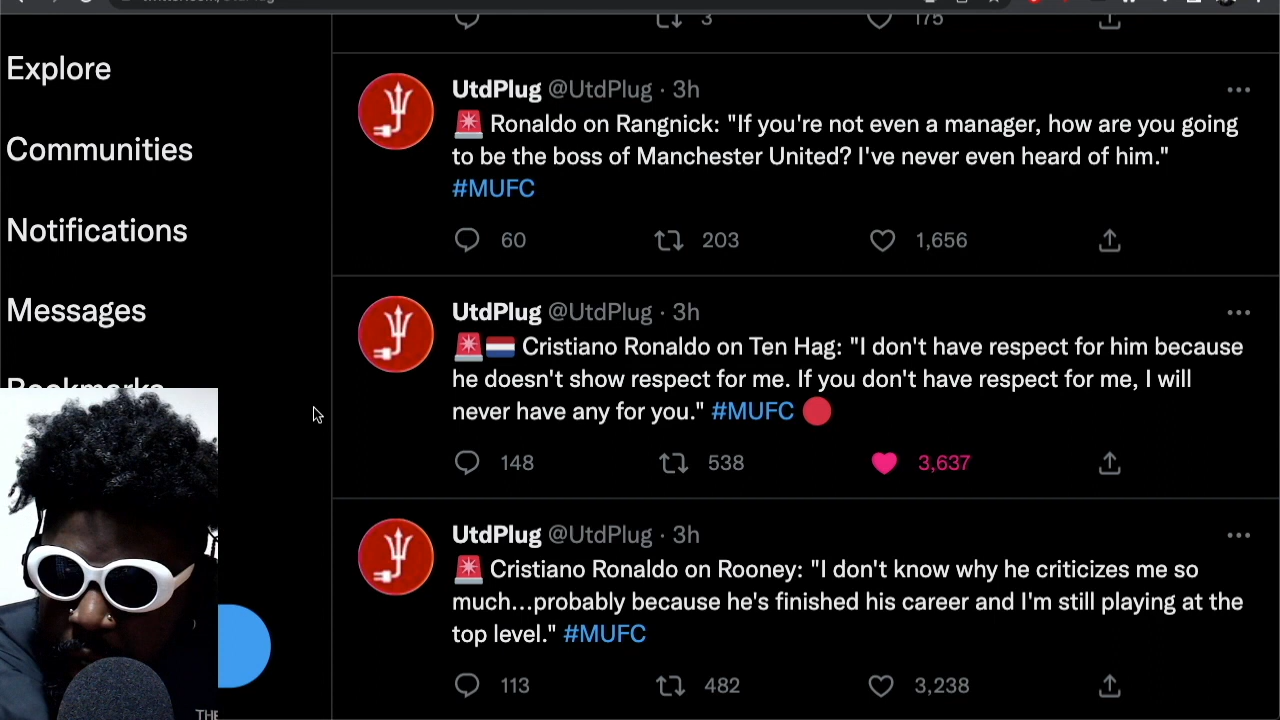 3 175
Explore
Communities
Notifications
Messages
Bookmarks
UtdPlug @UtdPlug · 3h
🚨 Ronaldo on Rangnick: "If you're not even a manager, how are you going
to be the boss of Manchester United? I've never even heard of him."
#MUFC
60 203 1,656
UtdPlug @UtdPlug · 3h
🚨🇳🇱 Cristiano Ronaldo on Ten Hag: "I don't have respect for him because
he doesn't show respect for me. If you don't have respect for me, I will
never have any for you." #MUFC 🔴
148 538 3,637
UtdPlug @UtdPlug · 3h
🚨 Cristiano Ronaldo on Rooney: "I don't know why he criticizes me so
much...probably because he's finished his career and I'm still playing at the
top level." #MUFC
113 482 3,238
THE